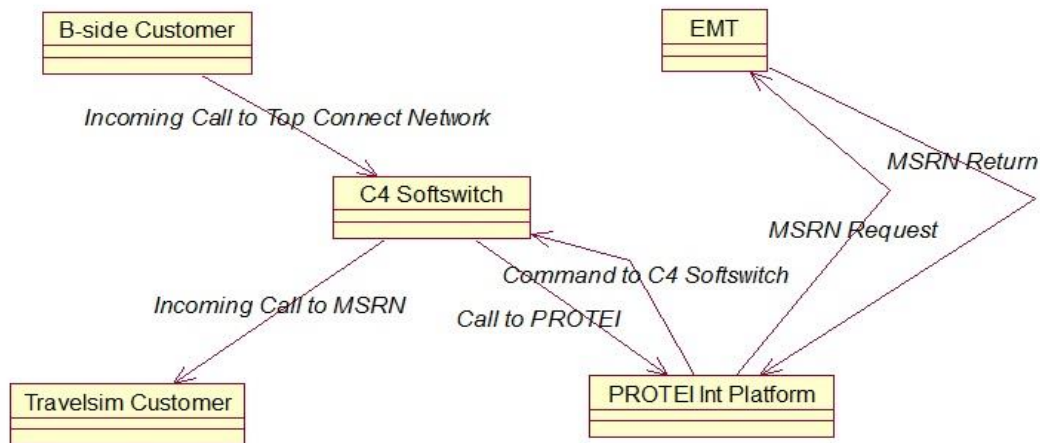 B-side Customer
EMT
Incoming Call to Top Connect Network
MSRN Return
C4 Softswitch
MSRN Request
Command to C4 Softswitch
Incoming Call to MSRN
Call to PROTEI
Travelsim Customer
PROTEI Int Platform